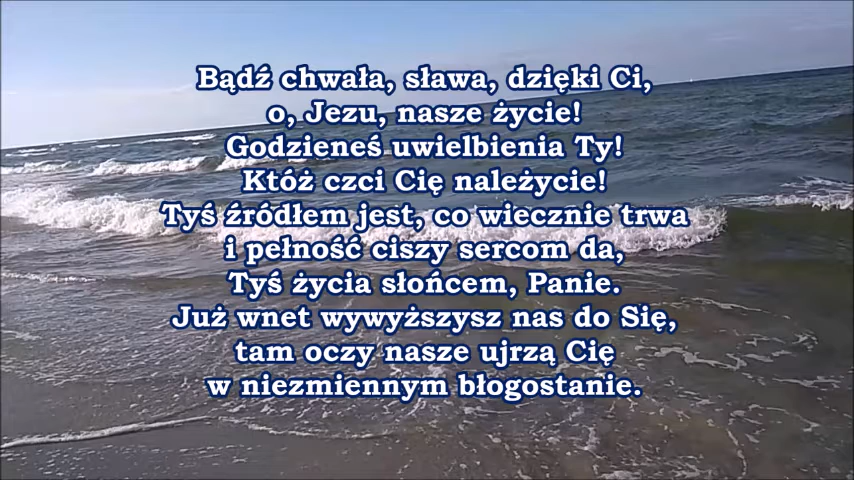 Bądź chwała, sława, dzięki Ci,
o, Jezu, nasze życie!
Godzieneś uwielbienia Ty!
Któż czci Cię należycie!
Tyś źródłem jest, co wiecznie trwa
i pełność ciszy sercom da,
Tyś życia słońcem, Panie.
Już wnet wywyższysz nas do Się,
tam oczy nasze ujrzą Cię
w niezmiennym błogostanie.